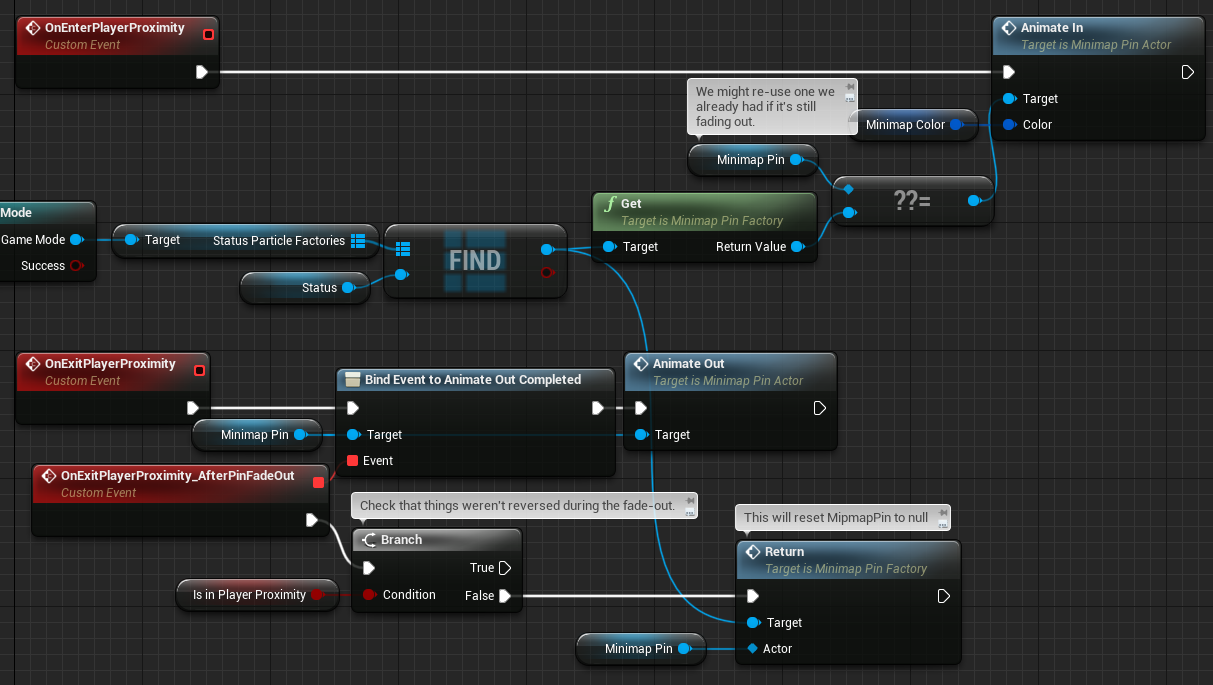 OnEnterPlayerProximity
Custom Event
Animate In
Target is Minimap Pin Actor
Target
Color
We might re-use one we
already had if it's still
fading out.
Minimap Color
Minimap Pin
??=
Get
Target is Minimap Pin Factory
Target
Return Value
Mode
Game Mode
Success
Target
Status Particle Factories
Status
FIND
OnExitPlayerProximity
Custom Event
Minimap Pin
Bind Event to Animate Out Completed
Target
Event
Animate Out
Target is Minimap Pin Actor
Target
OnExitPlayerProximity_AfterPinFadeOut
Custom Event
Check that things weren't reversed during the fade-out.
Branch
True
Condition
False
Is in Player Proximity
This will reset MipmapPin to null
Return
Target is Minimap Pin Factory
Target
Actor
Minimap Pin